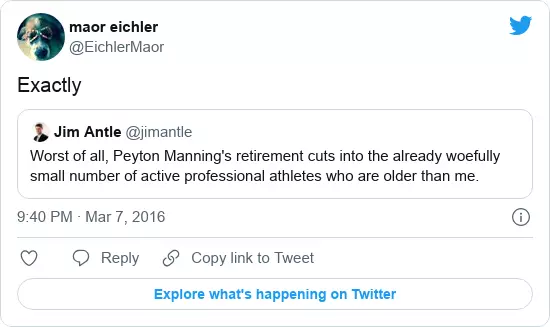 maor eichler
@EichlerMaor
Exactly
Jim Antle @jimantle
Worst of all, Peyton Manning's retirement cuts into the already woefully
small number of active professional athletes who are older than me.
9:40 PM · Mar 7, 2016
Reply
Copy link to Tweet
Explore what's happening on Twitter